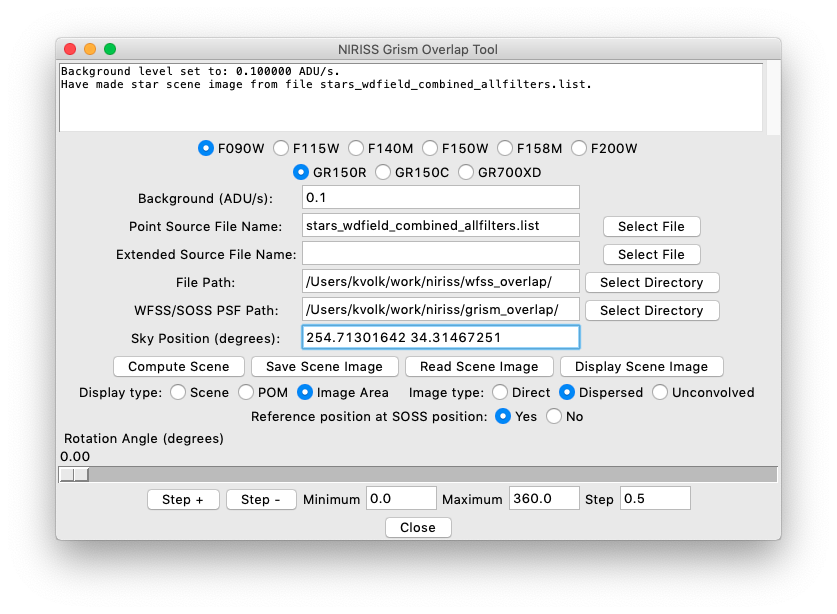 NIRISS Grism Overlap Tool
Background level set to: 0.100000 ADU/s.
Have made star scene image from file stars_wdfield_combined_allfilters.list.
F090W F115W F140M F150W F158M F200W
GR150R GR150C GR700XD
Background (ADU/s): 0.1
Point Source File Name: stars_wdfield_combined_allfilters.list Select File
Extended Source File Name: Select File
File Path: /Users/kvolk/work/niriss/wfss_overlap/ Select Directory
WFSS/SOSS PSF Path: /Users/kvolk/work/niriss/grism_overlap/ Select Directory
Sky Position (degrees): 254.71301642 34.31467251
Compute Scene Save Scene Image Read Scene Image Display Scene Image
Display type: Scene POM Image Area Image type: Direct Dispersed Unconvolved
Reference position at SOSS position: Yes No
Rotation Angle (degrees)
0.00
Step + Step - Minimum 0.0 Maximum 360.0 Step 0.5
Close